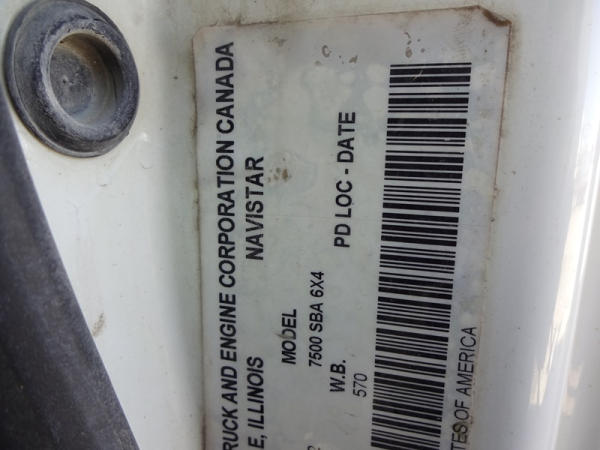 RUCK AND ENGINE CORPORATION CANADA
E, ILLINOIS NAVISTAR
MODEL
7500 SBA 6X4
W.B. PD LOC - DATE
570
TES OF AMERICA